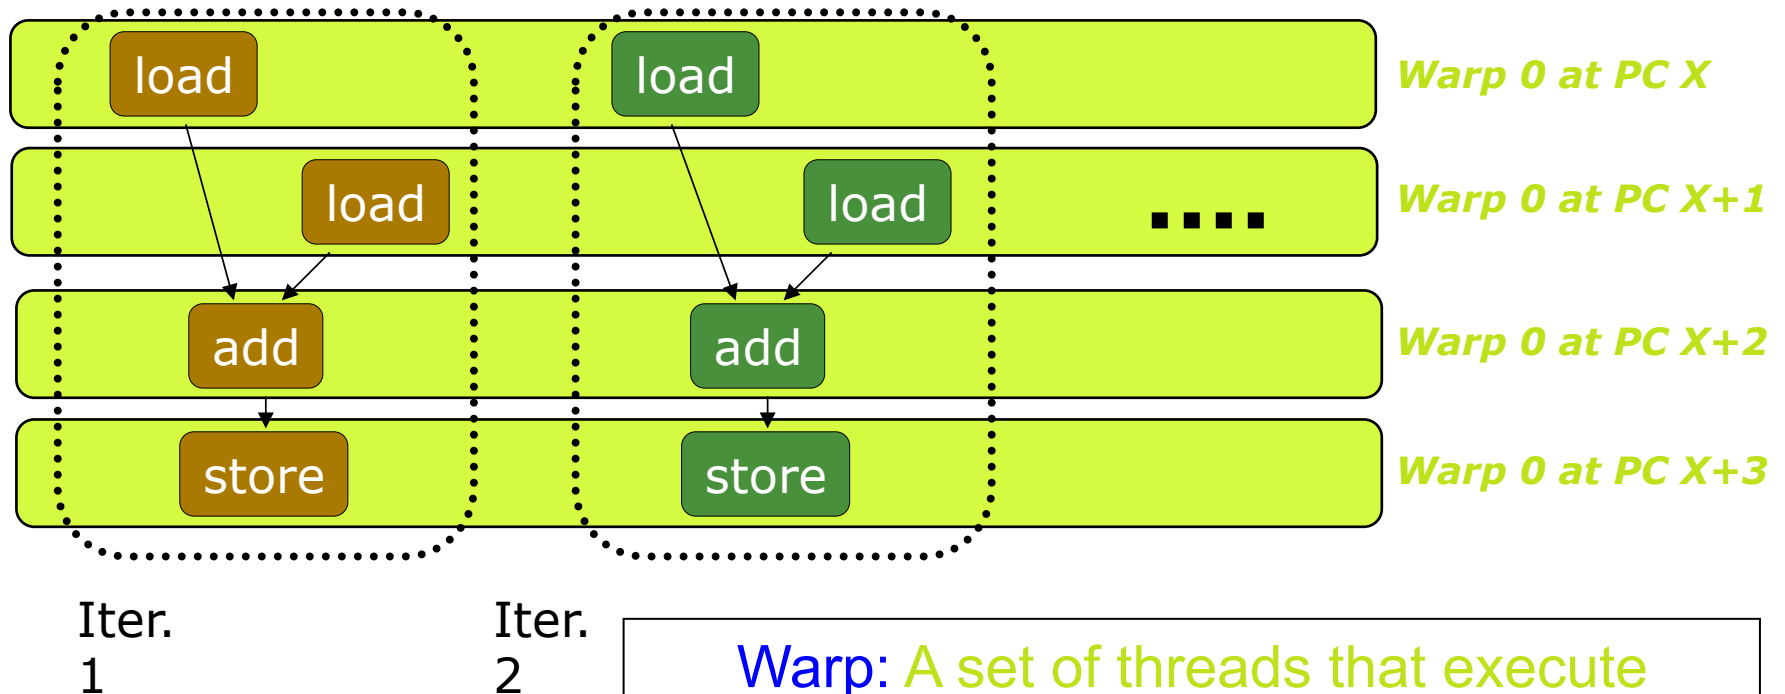 load load Warp 0 at PC X
load load Warp 0 at PC X+1
add add Warp 0 at PC X+2
store store Warp 0 at PC X+3
Iter. Iter.
1 2
Warp: A set of threads that execute